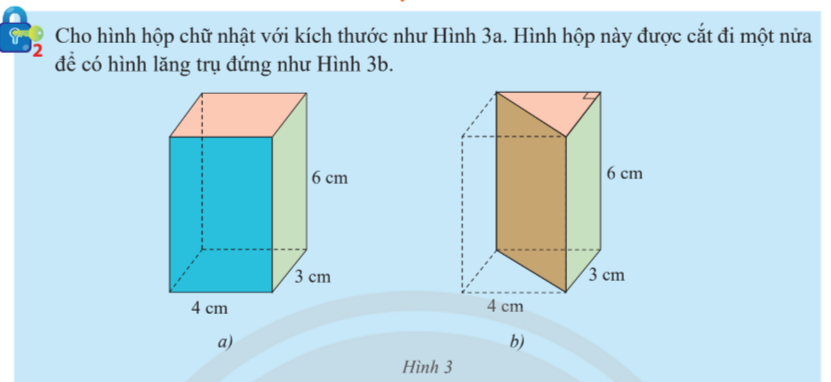 2
Cho hình hộp chữ nhật với kích thước như Hình 3a. Hình hộp này được cắt đi một nửa
để có hình lăng trụ đứng như Hình 3b.
6 cm
3 cm
4 cm
a)
6 cm
3 cm
4 cm
b)
Hình 3